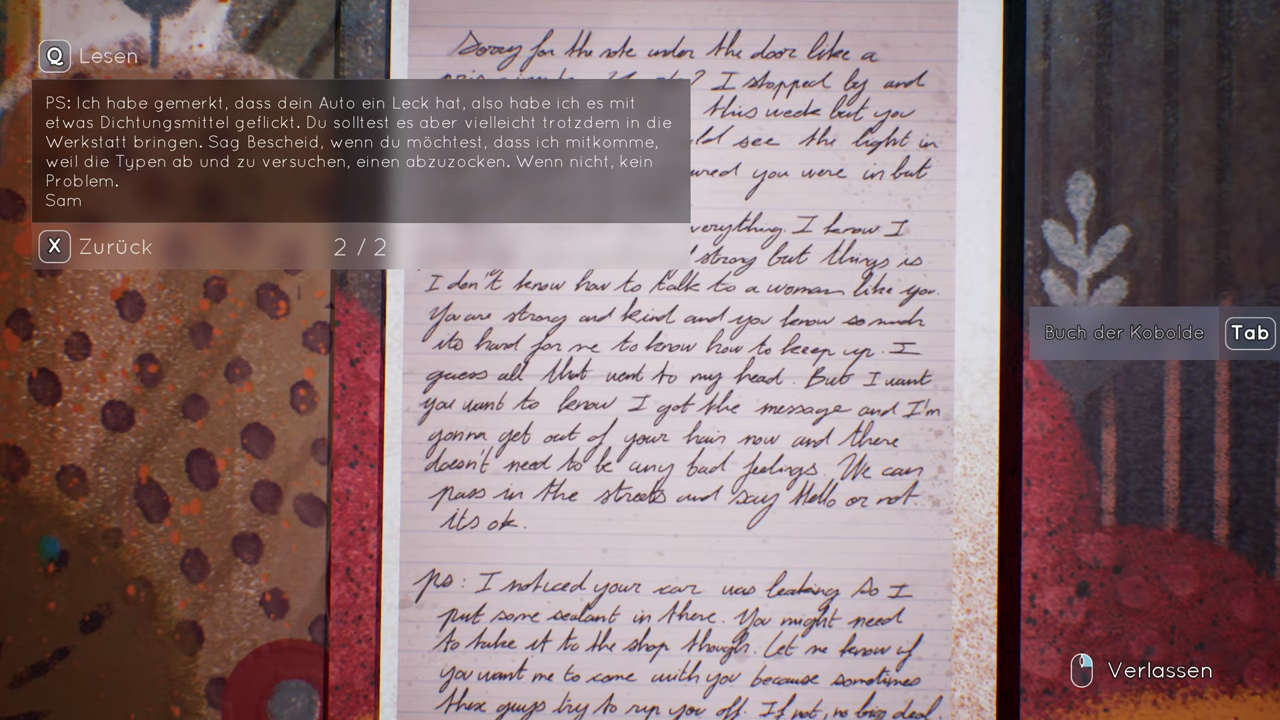 Q Lesen
PS: Ich habe gemerkt, dass dein Auto ein Leck hat, also habe ich es mit
etwas Dichtungsmittel geflickt. Du solltest es aber vielleicht trotzdem in die
Werkstatt bringen. Sag Bescheid, wenn du möchtest, dass ich mitkomme,
weil die Typen ab und zu versuchen, einen abzuzocken. Wenn nicht, kein
Problem.
Sam
X Zurück 2 / 2
Sorry for the note under the door like a
? I stopped by and
this week but you
see the light in
you were in but
everything. I know I
strong but things is
I don't know how to talk to a woman like you.
You are strong and kind and you know so much
its hard for me to know how to keep up. I
guess all that went to my head. But I want
you want to know I got the message and I'm
gonna get out of your hair now and there
doesn't need to be any bad feelings. We can
pass in the streets and say Hello or not.
its ok.
ps: I noticed your car was leaking so I
put some sealant in there. You might need
to take it to the shop though. Let me know if
you want me to come with you because sometimes
these guys try to rip you off. If not, no big deal.
Buch der Kobolde Tab
Verlassen